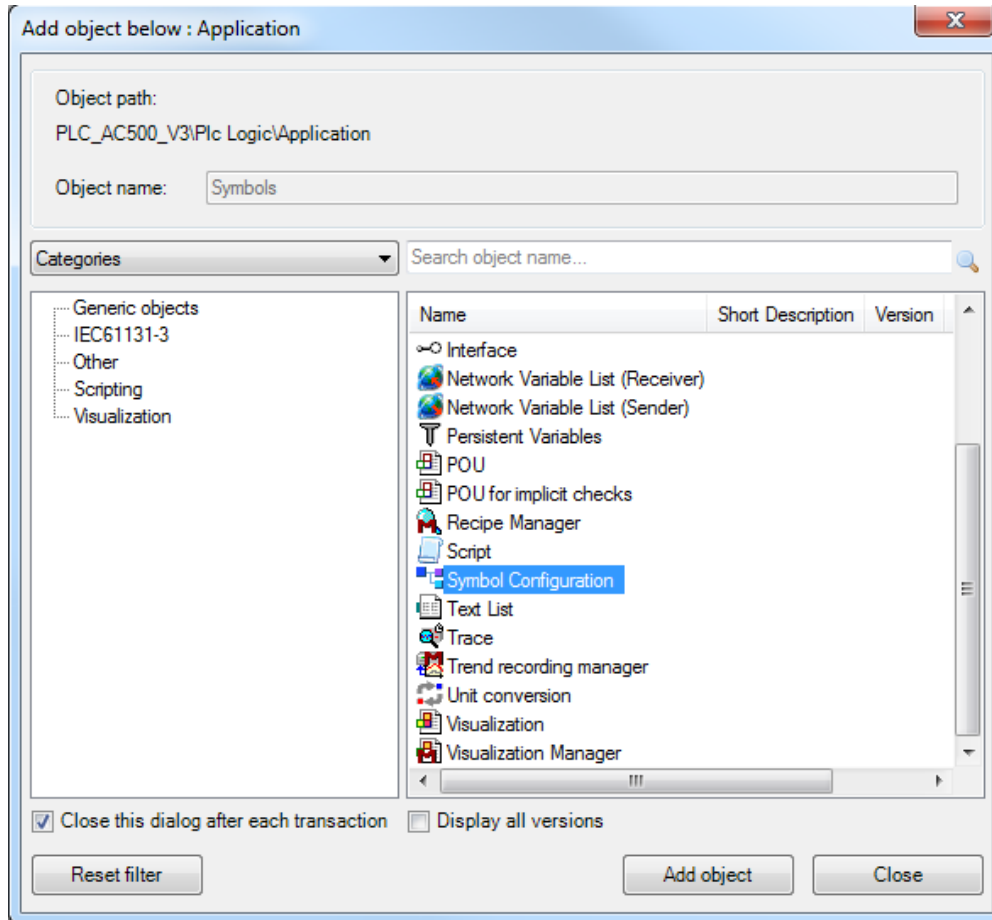 Add object below : Application
Object path:
PLC_AC500_V3\Plc Logic\Application
Object name: Symbols
Categories
Search object name...
Generic objects
IEC61131-3
Other
Scripting
Visualization
Name Short Description Version
Interface
Network Variable List (Receiver)
Network Variable List (Sender)
Persistent Variables
POU
POU for implicit checks
Recipe Manager
Script
Symbol Configuration
Text List
Trace
Trend recording manager
Unit conversion
Visualization
Visualization Manager
Close this dialog after each transaction Display all versions
Reset filter Add object Close